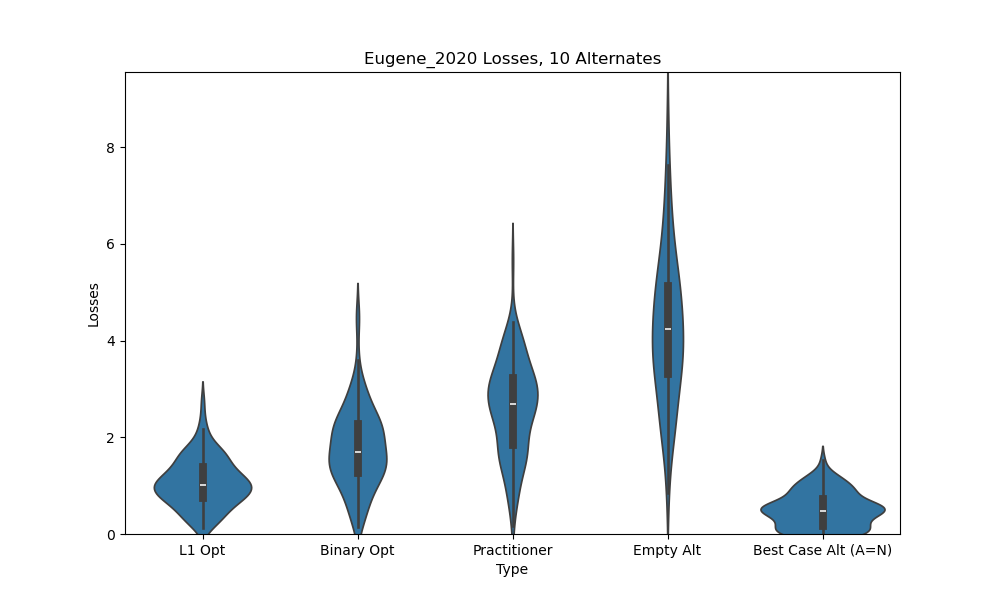 Eugene_2020 Losses, 10 Alternates
Losses
8
6
4
2
0
L1 Opt
Binary Opt
Practitioner
Empty Alt
Best Case Alt (A=N)
Type